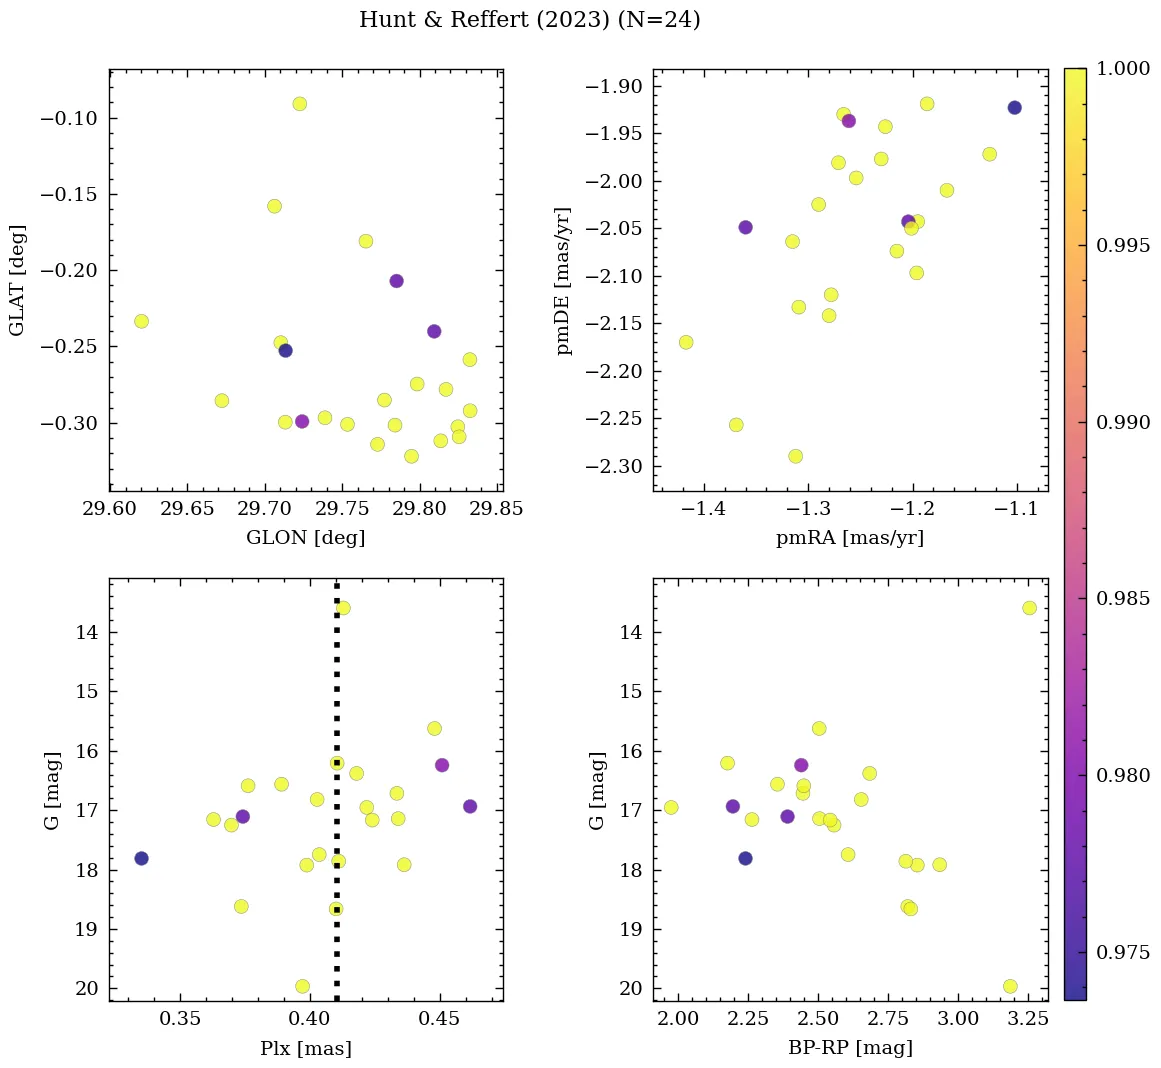 Hunt & Reffert (2023) (N=24)
−0.10
−0.15
−0.20
−0.25
−0.30
GLAT [deg]
29.60 29.65 29.70 29.75 29.80 29.85
GLON [deg]
−1.90
−1.95
−2.00
−2.05
−2.10
−2.15
−2.20
−2.25
−2.30
pmDE [mas/yr]
−1.4 −1.3 −1.2 −1.1
pmRA [mas/yr]
14
15
16
17
18
19
20
G [mag]
0.35 0.40 0.45
Plx [mas]
14
15
16
17
18
19
20
G [mag]
2.00 2.25 2.50 2.75 3.00 3.25
BP-RP [mag]
1.000
0.995
0.990
0.985
0.980
0.975